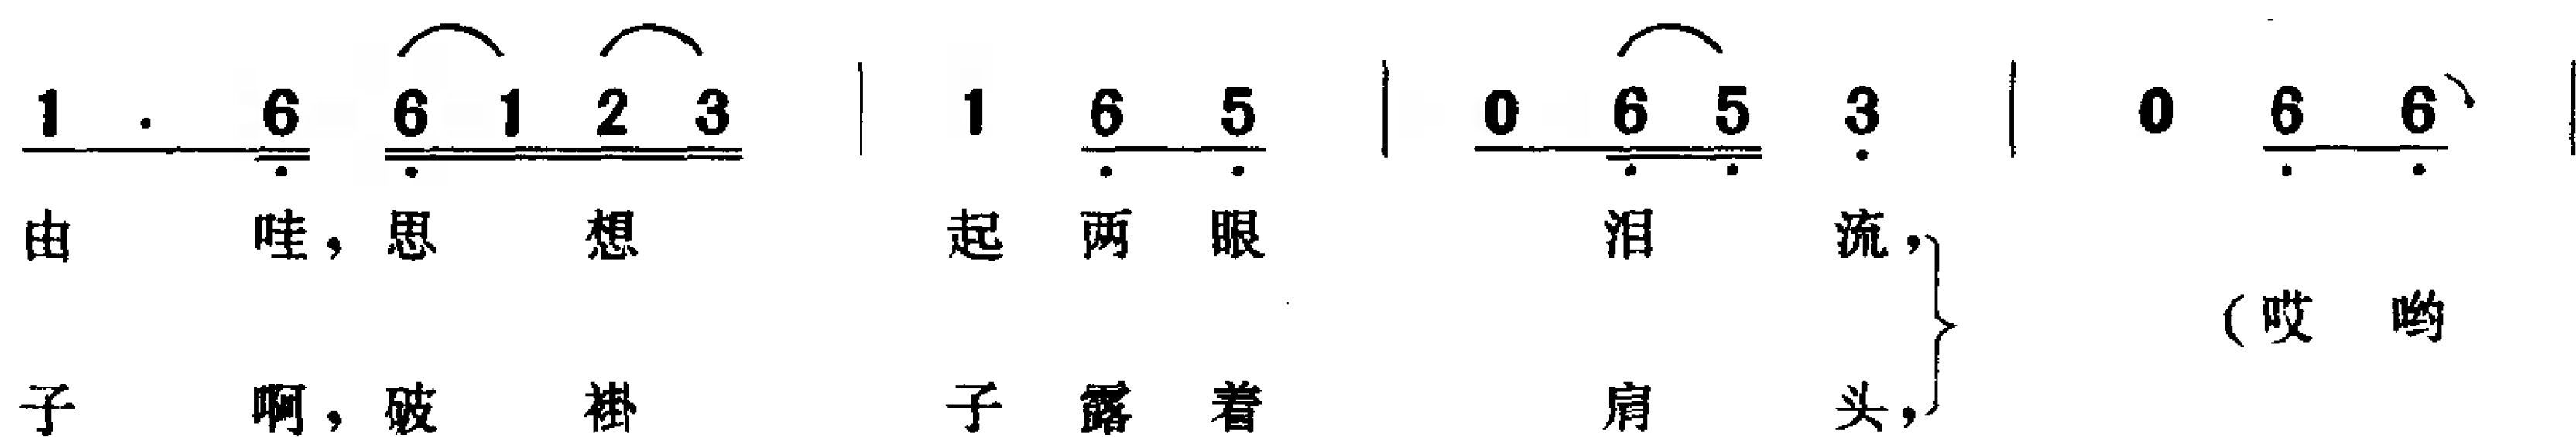 1 . 6 6 1 2 3 | 1 6 5 | 0 6 5 3 | 0 6 6 |
由 哇，思 想 起 两 眼 泪 流，
（哎 哟
子 啊，破 褂 子 露 着 肩 头，